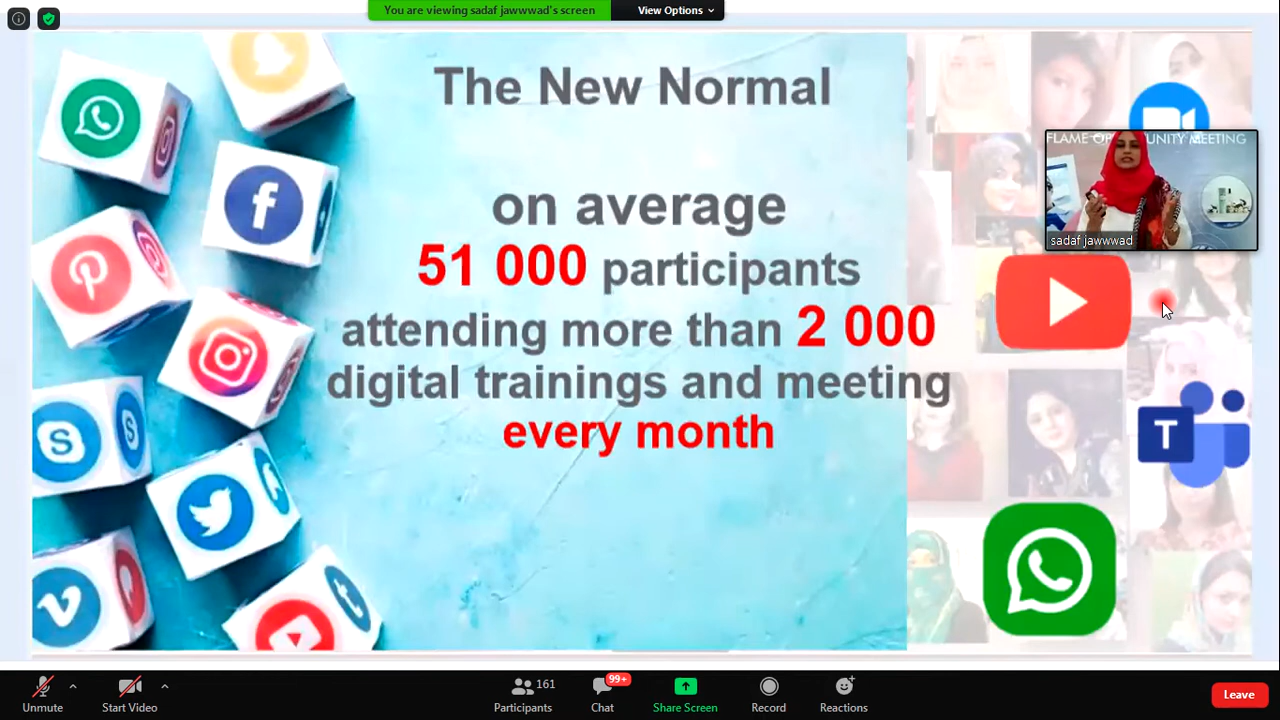 You are viewing sadaf jawwwad's screen
View Options
The New Normal
on average
51 000 participants
attending more than 2 000
digital trainings and meeting
every month
sadaf jawwwad
T
Unmute
Start Video
Participants
161
Chat
99+
Share Screen
Record
Reactions
Leave